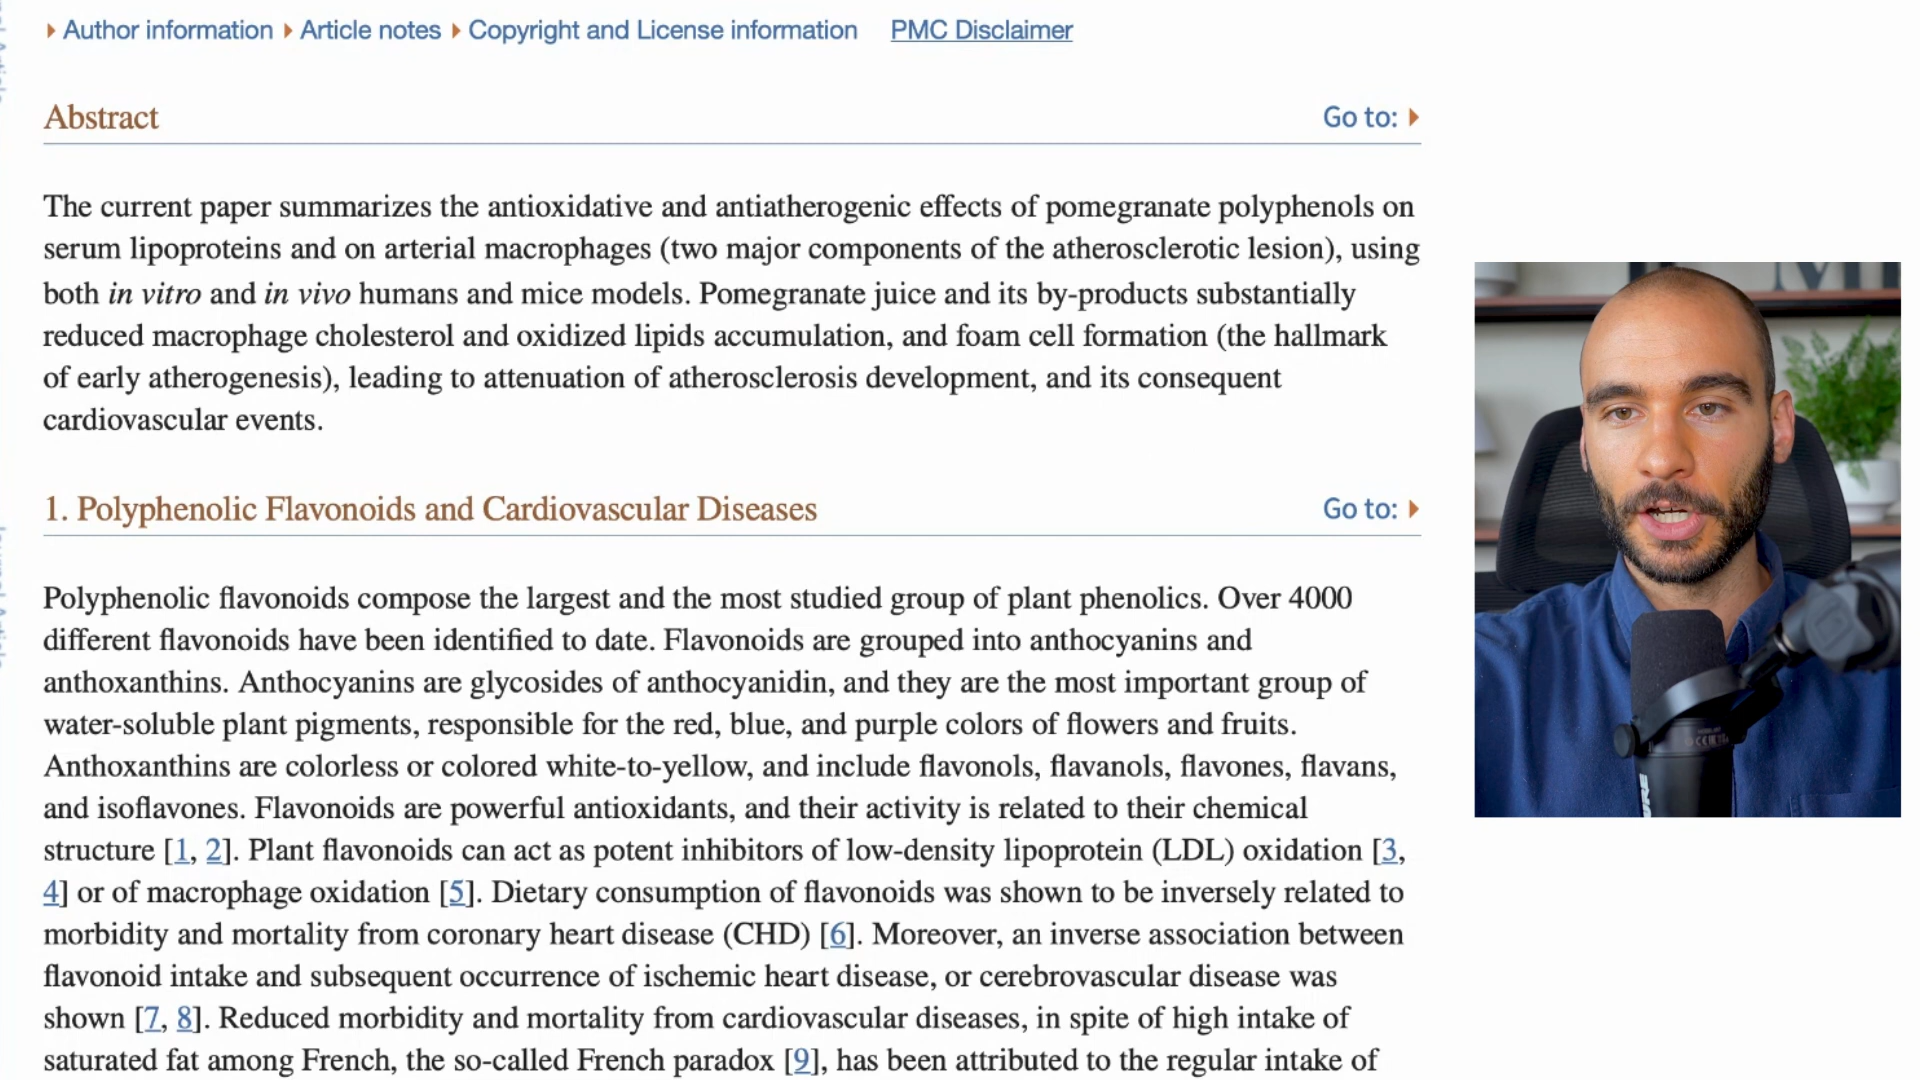 Author information Article notes Copyright and License information PMC Disclaimer
Abstract Go to:
The current paper summarizes the antioxidative and antiatherogenic effects of pomegranate polyphenols on
serum lipoproteins and on arterial macrophages (two major components of the atherosclerotic lesion), using
both in vitro and in vivo humans and mice models. Pomegranate juice and its by-products substantially
reduced macrophage cholesterol and oxidized lipids accumulation, and foam cell formation (the hallmark
of early atherogenesis), leading to attenuation of atherosclerosis development, and its consequent
cardiovascular events.
1. Polyphenolic Flavonoids and Cardiovascular Diseases Go to:
Polyphenolic flavonoids compose the largest and the most studied group of plant phenolics. Over 4000
different flavonoids have been identified to date. Flavonoids are grouped into anthocyanins and
anthoxanthins. Anthocyanins are glycosides of anthocyanidin, and they are the most important group of
water-soluble plant pigments, responsible for the red, blue, and purple colors of flowers and fruits.
Anthoxanthins are colorless or colored white-to-yellow, and include flavonols, flavanols, flavones, flavans,
and isoflavones. Flavonoids are powerful antioxidants, and their activity is related to their chemical
structure [1, 2]. Plant flavonoids can act as potent inhibitors of low-density lipoprotein (LDL) oxidation [3,
4] or of macrophage oxidation [5]. Dietary consumption of flavonoids was shown to be inversely related to
morbidity and mortality from coronary heart disease (CHD) [6]. Moreover, an inverse association between
flavonoid intake and subsequent occurrence of ischemic heart disease, or cerebrovascular disease was
shown [7, 8]. Reduced morbidity and mortality from cardiovascular diseases, in spite of high intake of
saturated fat among French, the so-called French paradox [9], has been attributed to the regular intake of